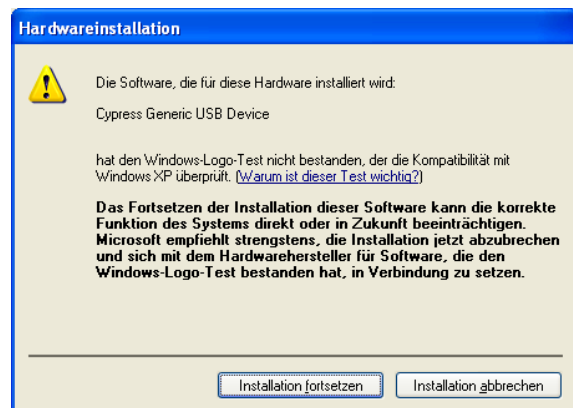 Hardwareinstallation
Die Software, die für diese Hardware installiert wird:
Cypress Generic USB Device
hat den Windows-Logo-Test nicht bestanden, der die Kompatibilität mit
Windows XP überprüft. (Warum ist dieser Test wichtig?)
Das Fortsetzen der Installation dieser Software kann die korrekte
Funktion des Systems direkt oder in Zukunft beeinträchtigen.
Microsoft empfiehlt strengstens, die Installation jetzt abzubrechen
und sich mit dem Hardwarehersteller für Software, die den
Windows-Logo-Test bestanden hat, in Verbindung zu setzen.
Installation fortsetzen
Installation abbrechen